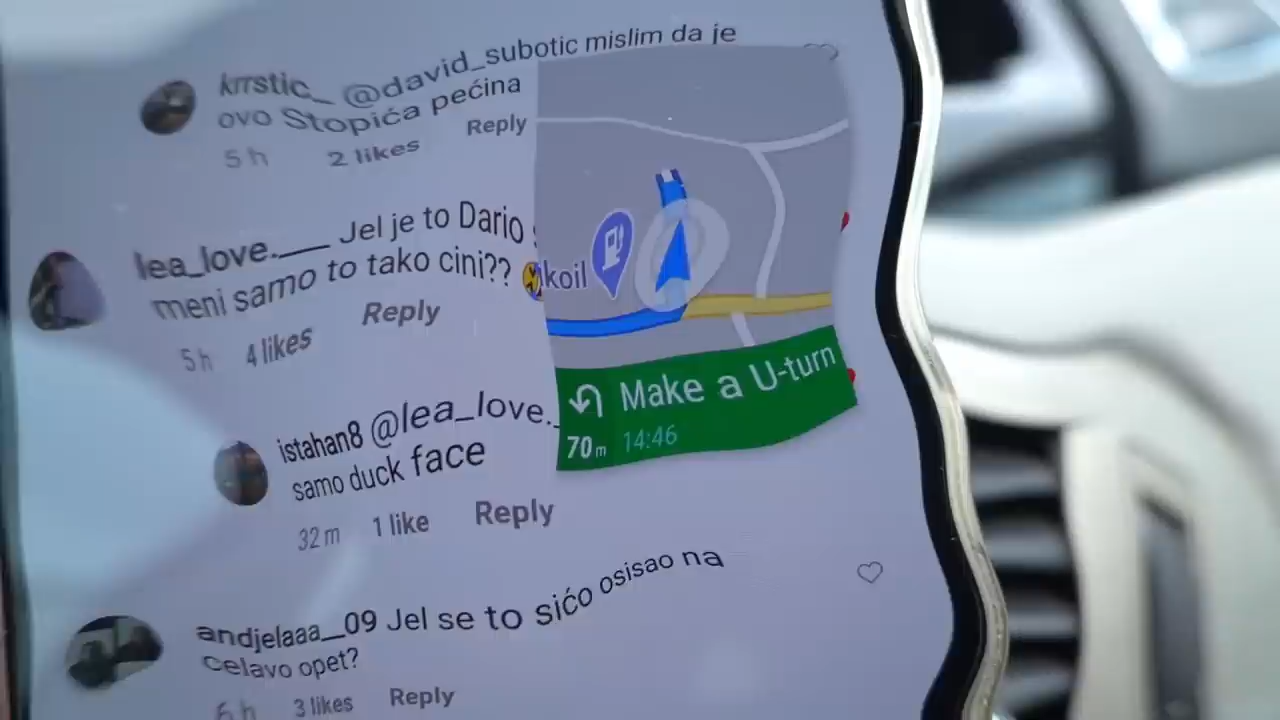 krrstic_ @david_subotic mislim da je
ovo Stopića pećina
5 h 2 likes Reply
lea_love.___ Jel je to Dario
meni samo to tako cini??
5 h 4 likes Reply
koil
Make a U-turn
70 m 14:46
istahan8 @lea_love._
samo duck face
32 m 1 like Reply
andjelaaa__09 Jel se to sićo osisao na
celavo opet?
6 h 3 likes Reply